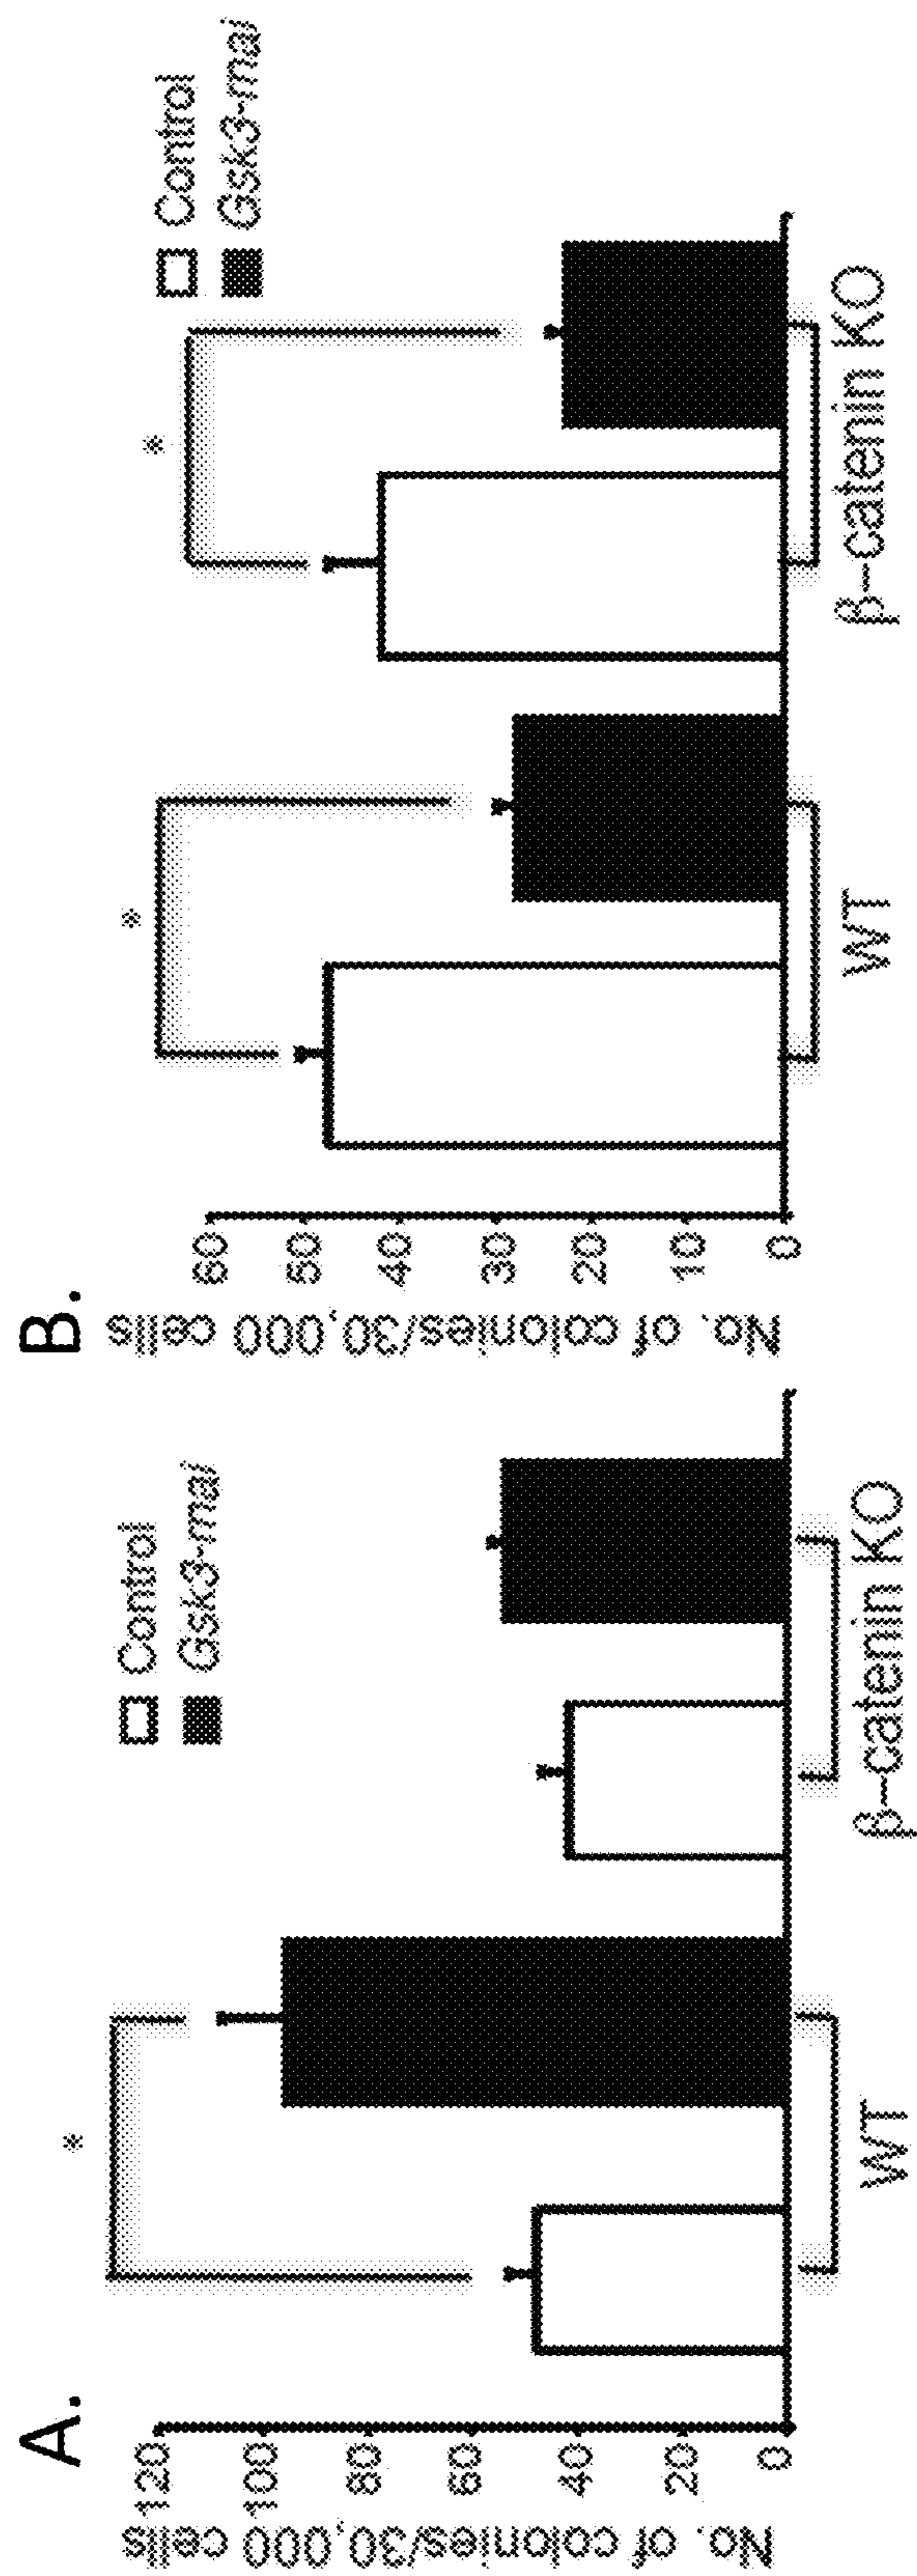 A.
No. of colonies/30,000 cells
120
100
80
60
40
20
0
*
Control
Gsk3-mai
WT
β–catenin KO
B.
No. of colonies/30,000 cells
60
50
40
30
20
10
0
*
*
Control
Gsk3-mai
WT
β–catenin KO